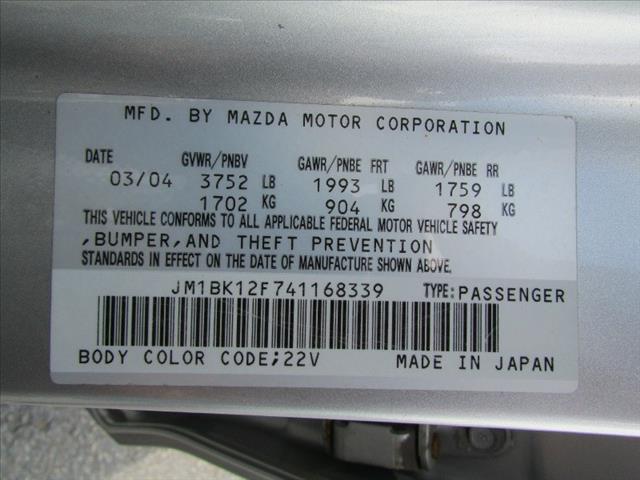 MFD. BY MAZDA MOTOR CORPORATION
DATE GVWR/PNBV GAWR/PNBE FRT GAWR/PNBE RR
03/04 3752 LB 1993 LB 1759 LB
1702 KG 904 KG 798 KG
THIS VEHICLE CONFORMS TO ALL APPLICABLE FEDERAL MOTOR VEHICLE SAFETY
,BUMPER,AND THEFT PREVENTION
STANDARDS IN EFFECT ON THE DATE OF MANUFACTURE SHOWN ABOVE.
JM1BK12F741168339 TYPE:PASSENGER
BODY COLOR CODE;22V MADE IN JAPAN